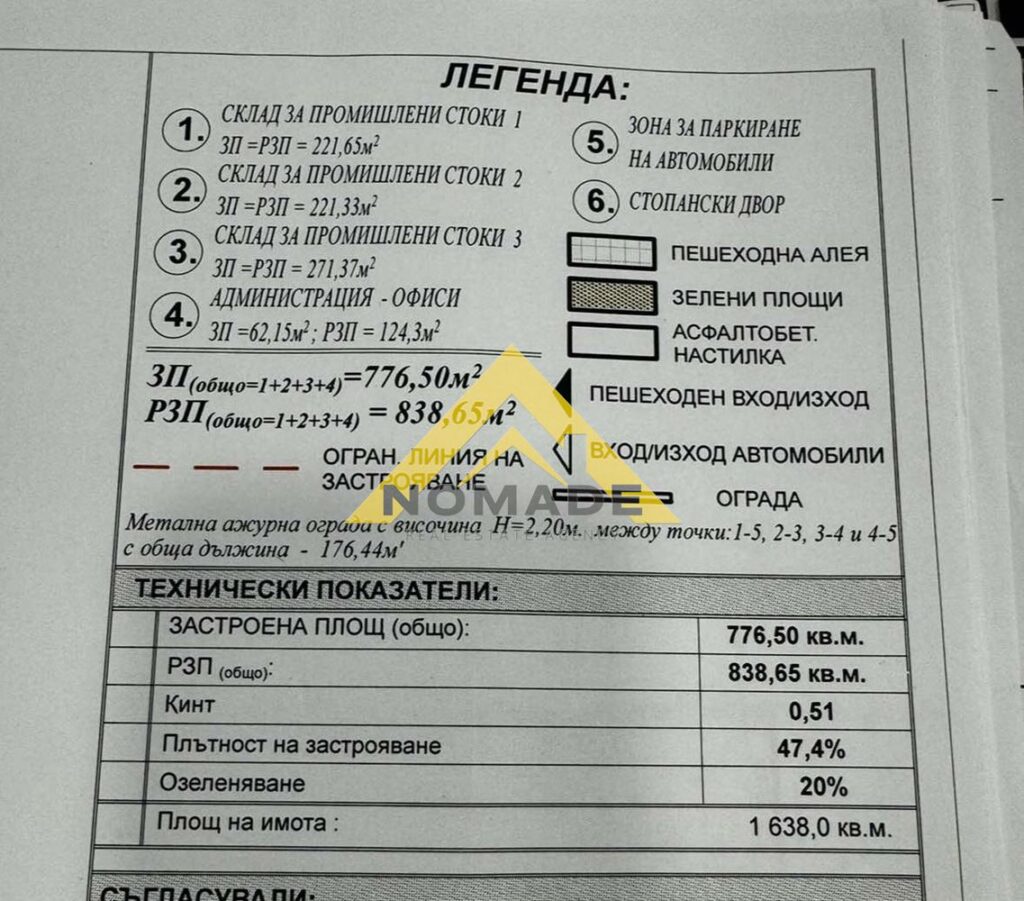 ЛЕГЕНДА:
1. СКЛАД ЗА ПРОМИШЛЕНИ СТОКИ 1
ЗП =РЗП = 221,65м²
2. СКЛАД ЗА ПРОМИШЛЕНИ СТОКИ 2
ЗП =РЗП = 221,33м²
3. СКЛАД ЗА ПРОМИШЛЕНИ СТОКИ 3
ЗП =РЗП = 271,37м²
4. АДМИНИСТРАЦИЯ - ОФИСИ
ЗП =62,15м² ; РЗП = 124,3м²
ЗП(общо=1+2+3+4)=776,50м²
РЗП(общо=1+2+3+4) = 838,65м²
ОГРАН. ЛИНИЯ НА
ЗАСТРОЯВАНЕ
5. ЗОНА ЗА ПАРКИРАНЕ
НА АВТОМОБИЛИ
6. СТОПАНСКИ ДВОР
ПЕШЕХОДНА АЛЕЯ
ЗЕЛЕНИ ПЛОЩИ
АСФАЛТОБЕТ.
НАСТИЛКА
ПЕШЕХОДЕН ВХОД/ИЗХОД
ВХОД/ИЗХОД АВТОМОБИЛИ
ОГРАДА
NOMADE
REAL ESTATE AGENCY
Метална ажурна ограда с височина H=2,20м. между точки:1-5, 2-3, 3-4 и 4-5
с обща дължина - 176,44м'
ТЕХНИЧЕСКИ ПОКАЗАТЕЛИ:
ЗАСТРОЕНА ПЛОЩ (общо): 776,50 кв.м.
РЗП (общо): 838,65 кв.м.
Кинт 0,51
Плътност на застрояване 47,4%
Озеленяване 20%
Площ на имота : 1 638,0 кв.м.
СЪГЛАСУВАЛИ: